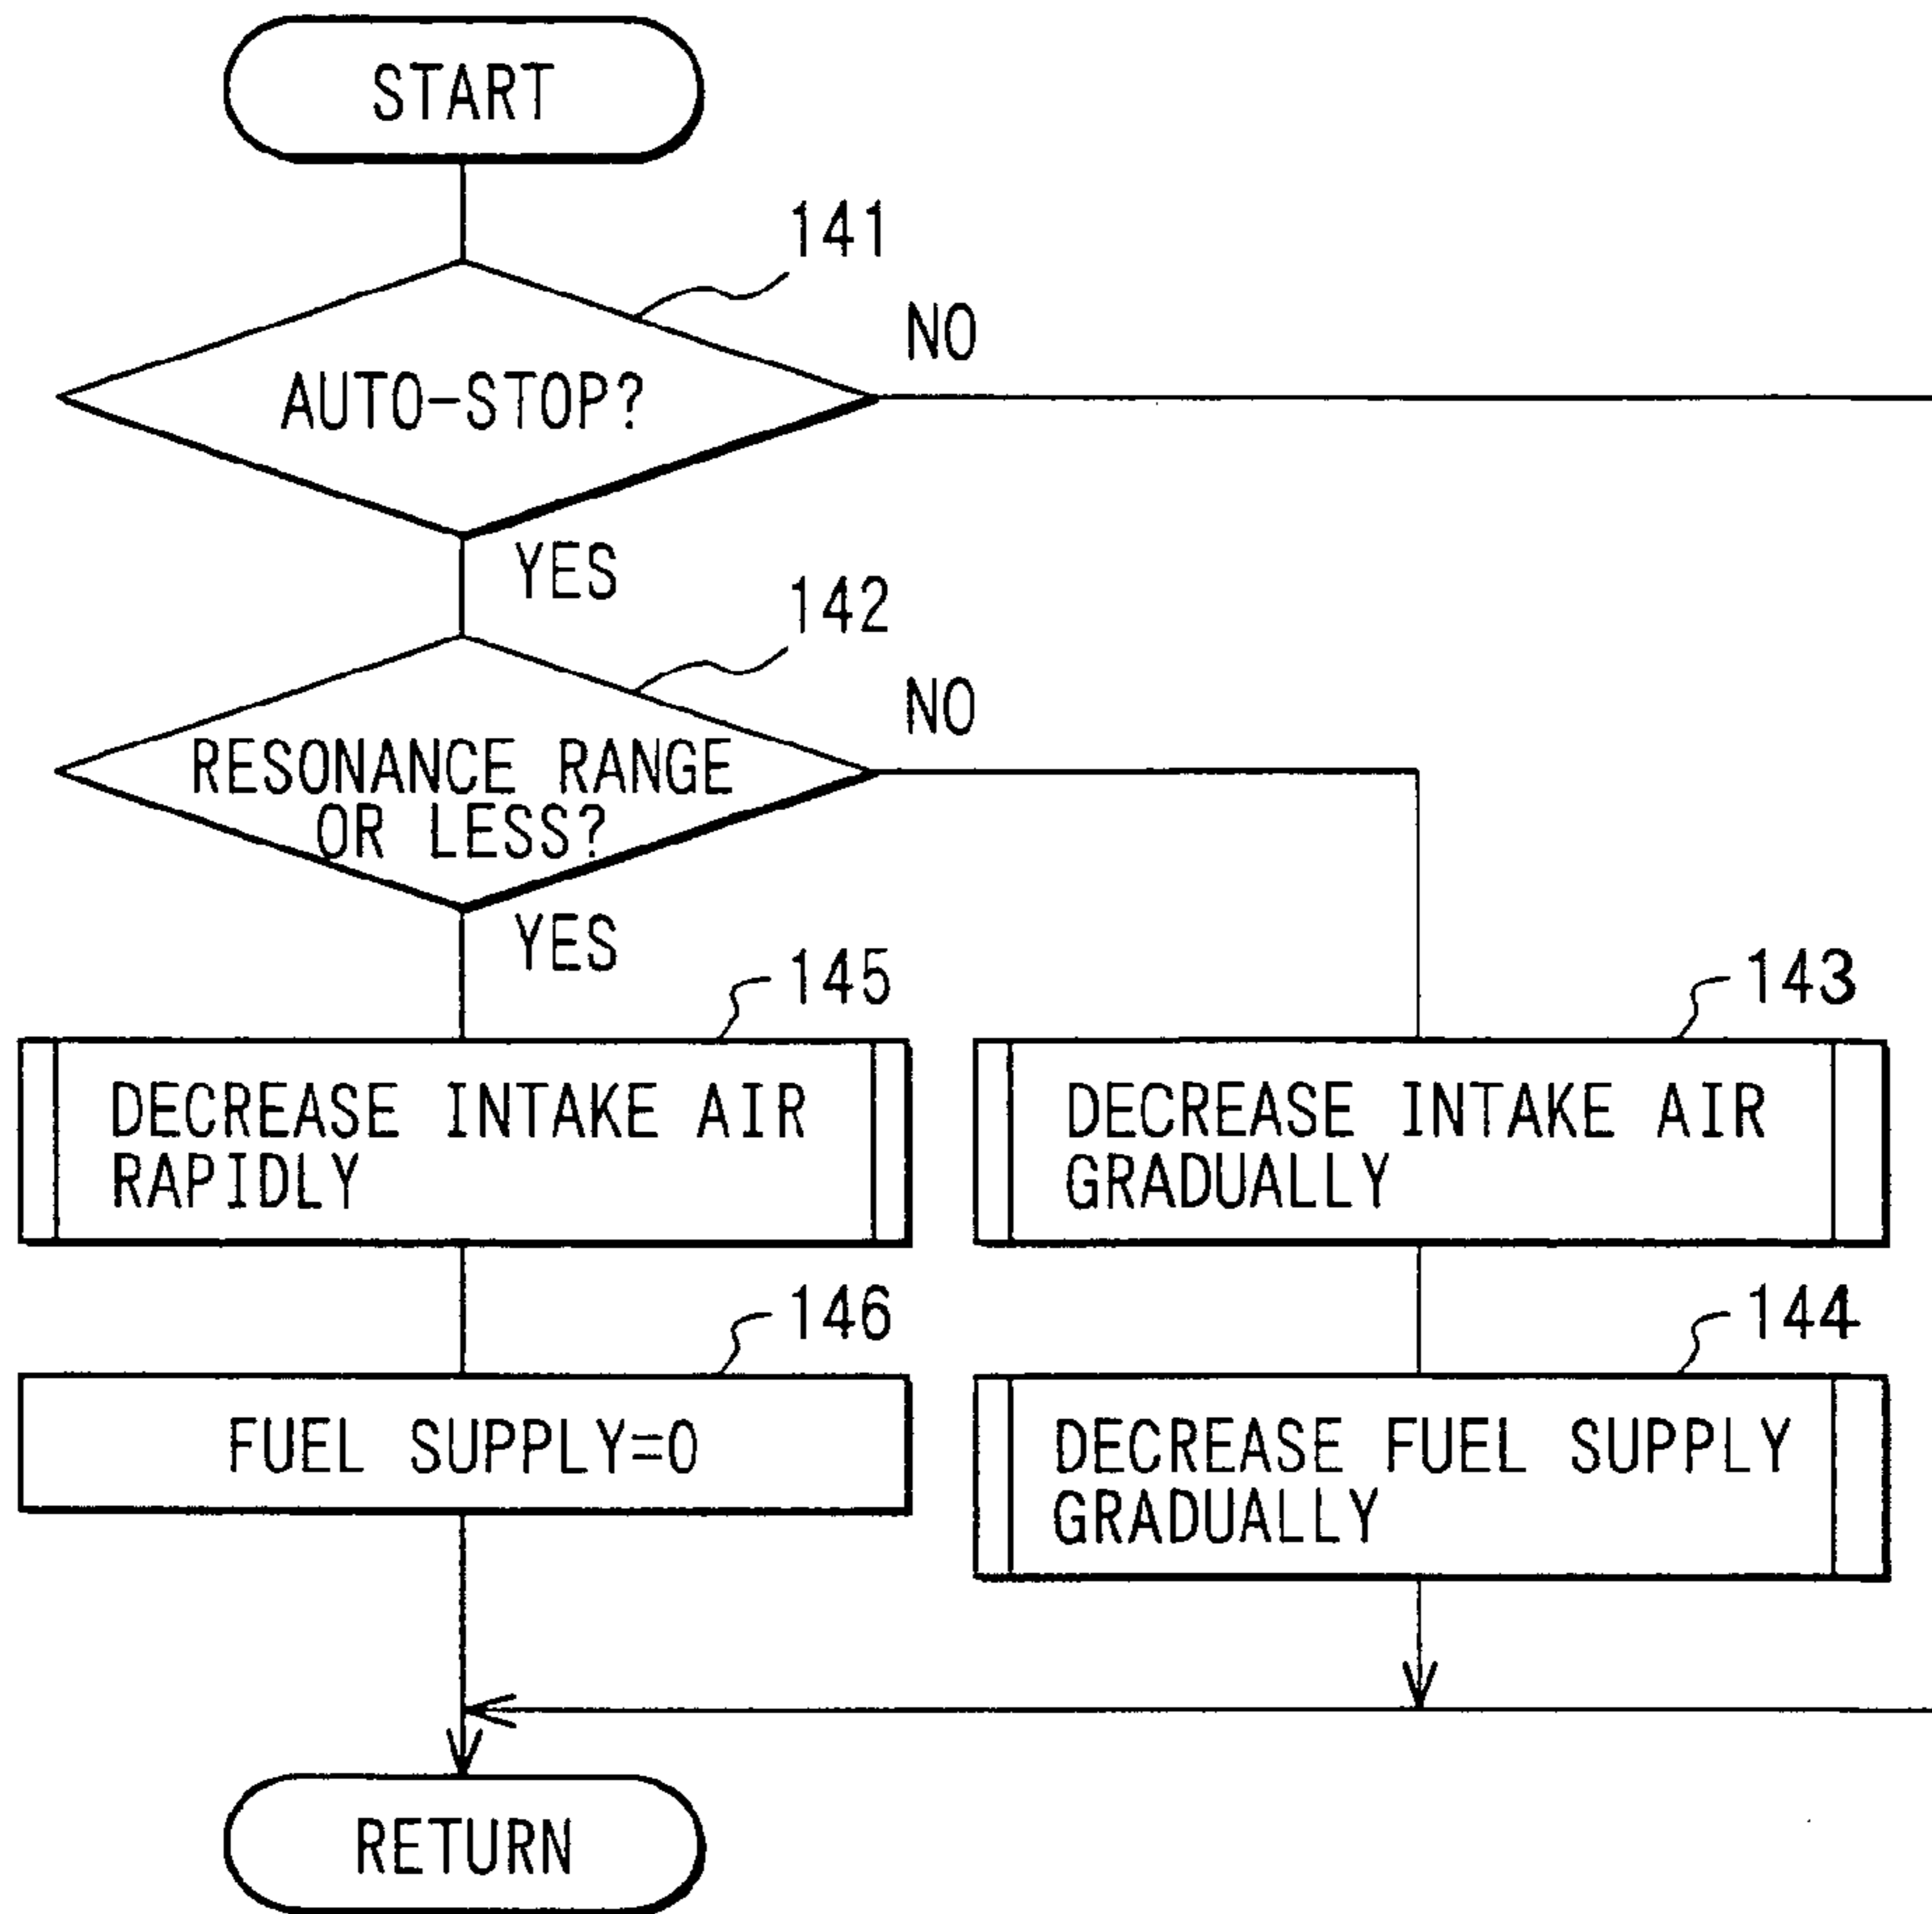 START
141
NO
AUTO-STOP?
YES
142
NO
RESONANCE RANGE
OR LESS?
YES
145
143
DECREASE INTAKE AIR
RAPIDLY
DECREASE INTAKE AIR
GRADUALLY
146
144
FUEL SUPPLY=0
DECREASE FUEL SUPPLY
GRADUALLY
RETURN